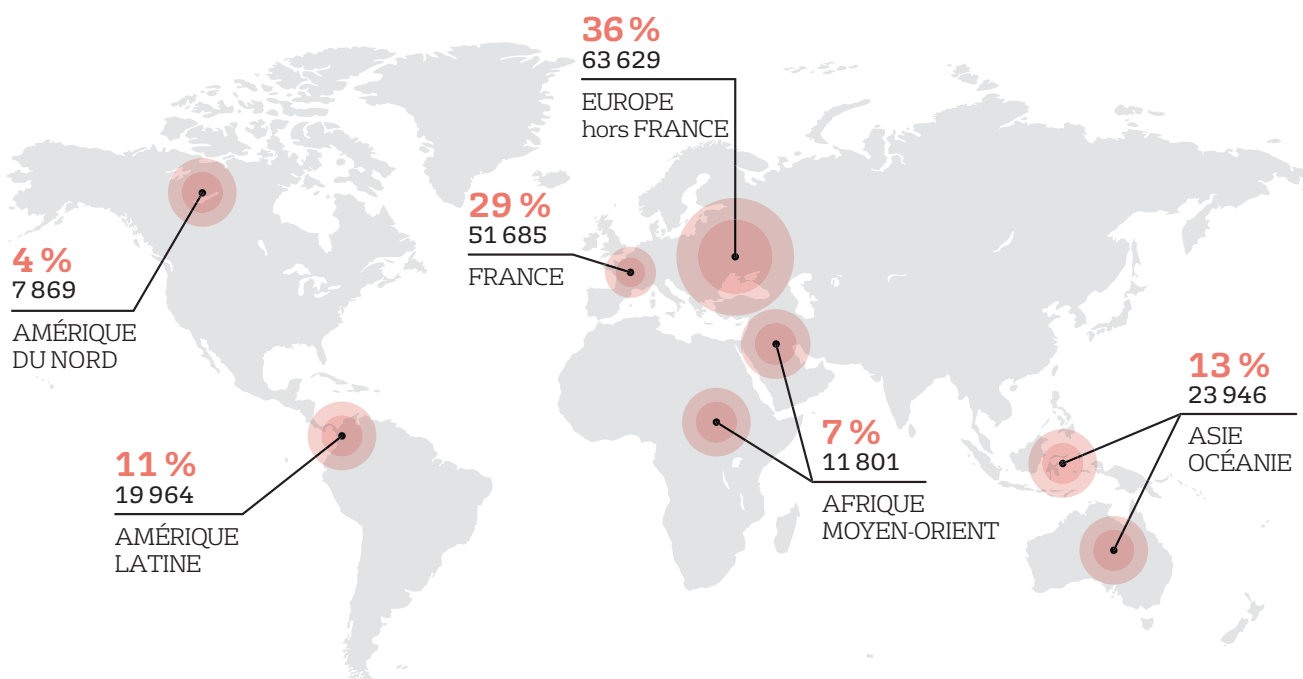 36 %
63 629
EUROPE
hors FRANCE
29 %
51 685
FRANCE
4 %
7 869
AMÉRIQUE
DU NORD
13 %
23 946
ASIE
OCÉANIE
7 %
11 801
AFRIQUE
MOYEN-ORIENT
11 %
19 964
AMÉRIQUE
LATINE